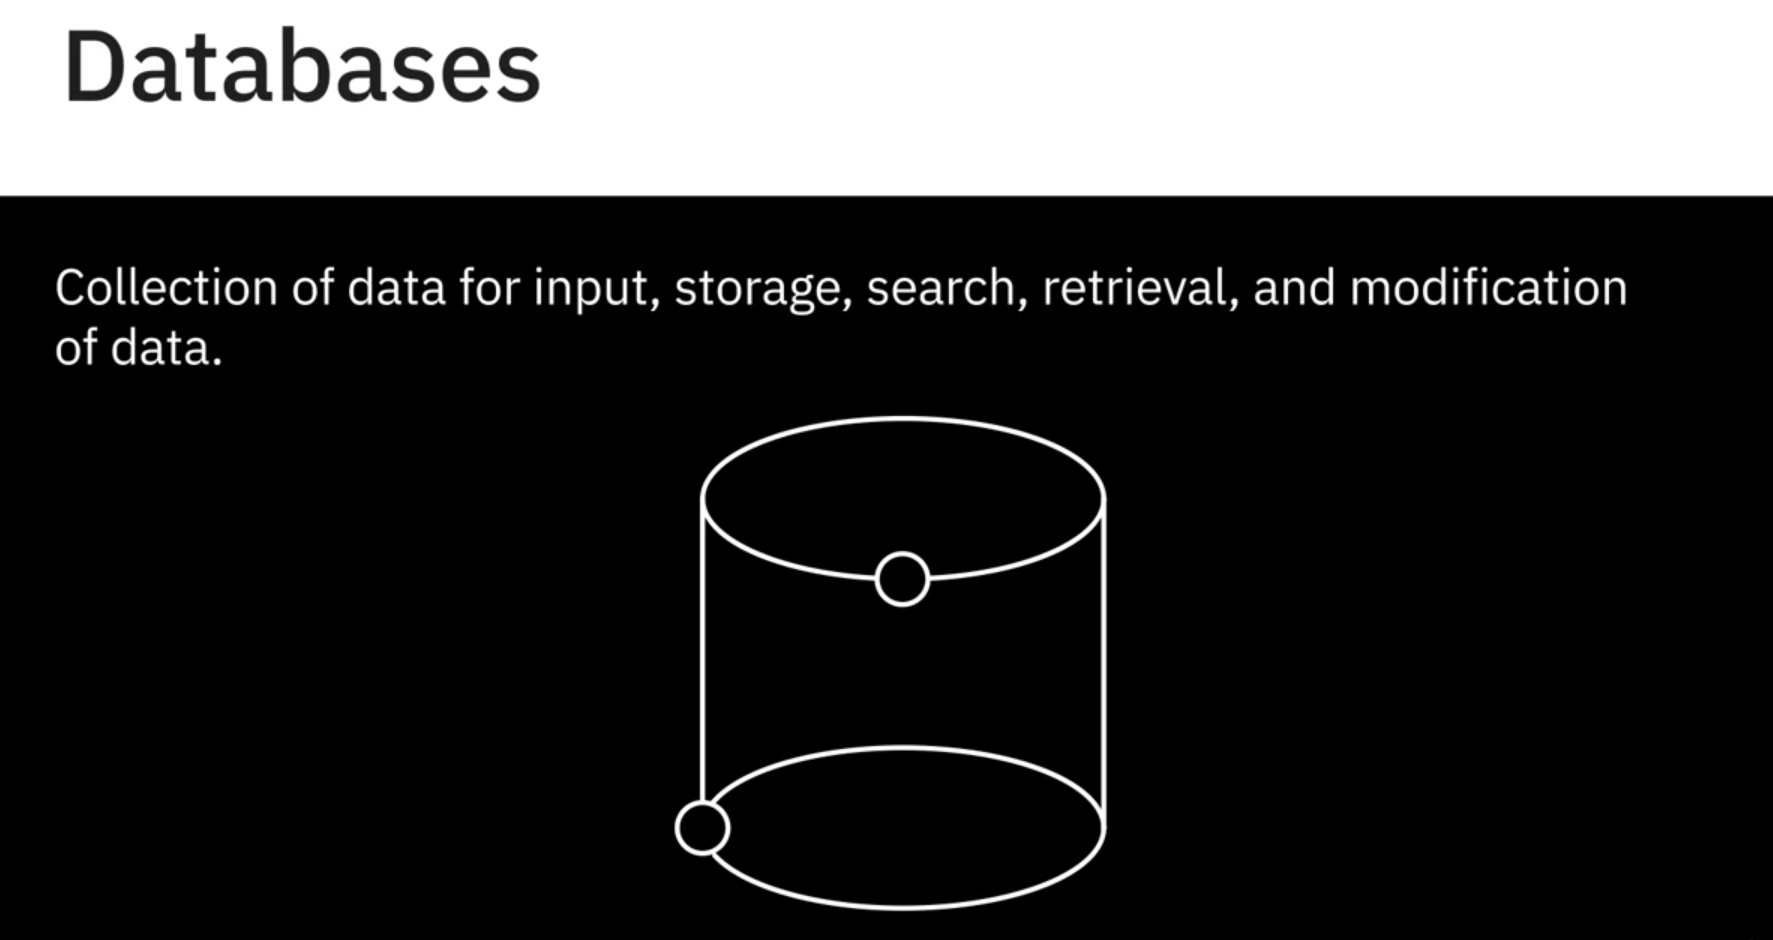 Databases
Collection of data for input, storage, search, retrieval, and modification
of data.